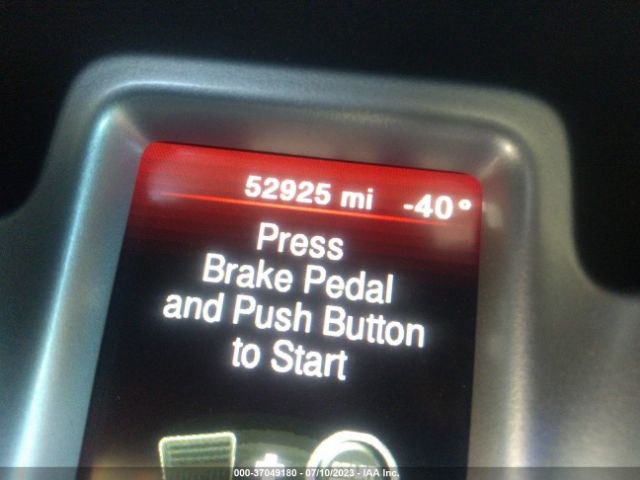 52925 mi -40°
Press
Brake Pedal
and Push Button
to Start
000-37049180 - 07/10/2023 - IAA Inc.